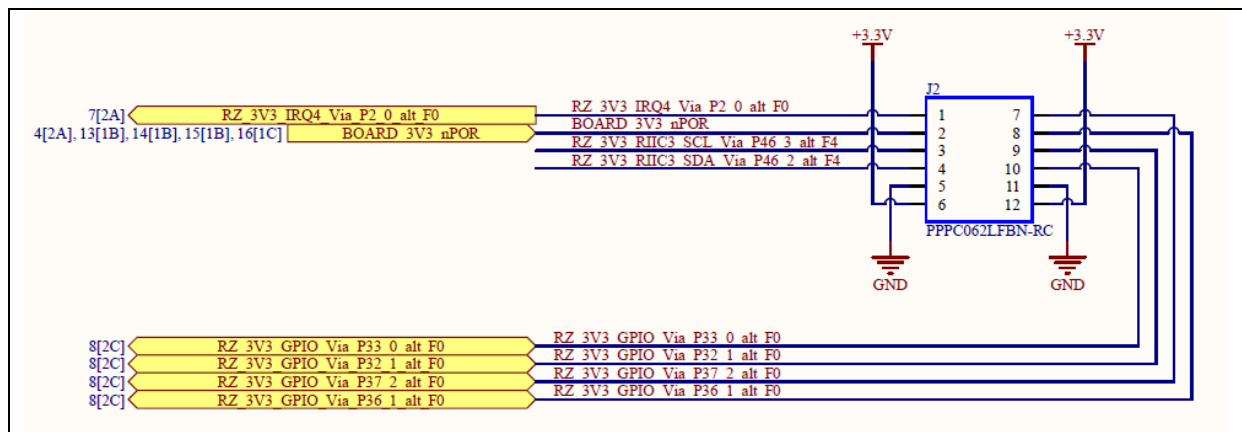 +3.3V +3.3V
J2
7[2A] RZ_3V3_IRQ4_Via_P2_0_alt_F0 RZ_3V3_IRQ4_Via_P2_0_alt_F0 1 7
4[2A], 13[1B], 14[1B], 15[1B], 16[1C] BOARD_3V3_nPOR BOARD_3V3_nPOR 2 8
RZ_3V3_RIIC3_SCL_Via_P46_3_alt_F4 3 9
RZ_3V3_RIIC3_SDA_Via_P46_2_alt_F4 4 10
5 11
6 12
PPPC062LFBN-RC
GND GND
8[2C] RZ_3V3_GPIO_Via_P33_0_alt_F0 RZ_3V3_GPIO_Via_P33_0_alt_F0
8[2C] RZ_3V3_GPIO_Via_P32_1_alt_F0 RZ_3V3_GPIO_Via_P32_1_alt_F0
8[2C] RZ_3V3_GPIO_Via_P37_2_alt_F0 RZ_3V3_GPIO_Via_P37_2_alt_F0
8[2C] RZ_3V3_GPIO_Via_P36_1_alt_F0 RZ_3V3_GPIO_Via_P36_1_alt_F0